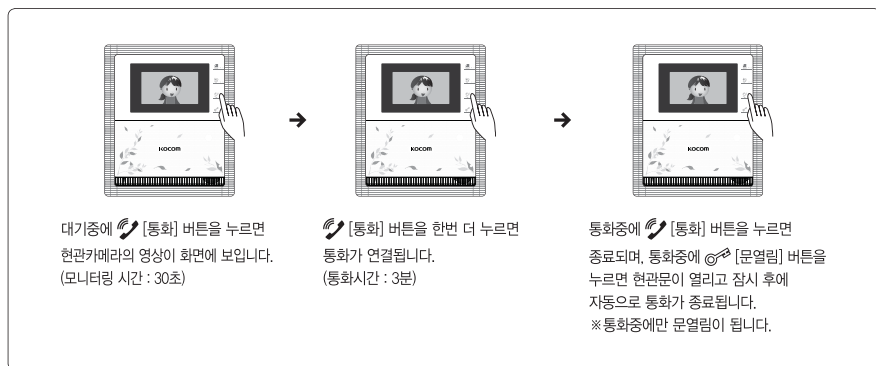 KOCOM
KOCOM
KOCOM
대기중에 [통화] 버튼을 누르면
현관카메라의 영상이 화면에 보입니다.
(모니터링 시간 : 30초)
[통화] 버튼을 한번 더 누르면
통화가 연결됩니다.
(통화시간 : 3분)
통화중에 [통화] 버튼을 누르면
종료되며, 통화중에 [문열림] 버튼을
누르면 현관문이 열리고 잠시 후에
자동으로 통화가 종료됩니다.
※통화중에만 문열림이 됩니다.